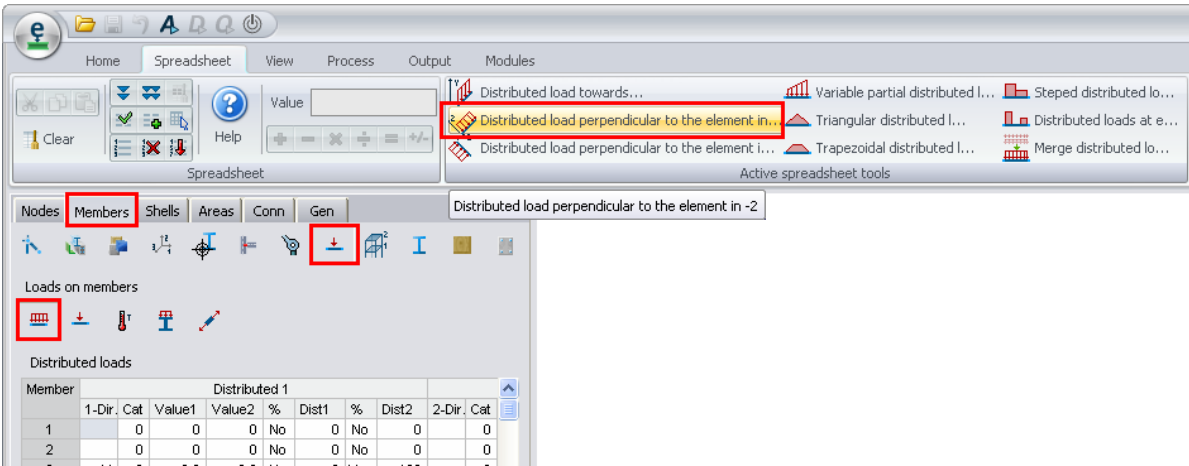 Home Spreadsheet View Process Output Modules
Distributed load towards... Variable partial distributed l... Steped distributed lo...
Value
Distributed load perpendicular to the element in... Triangular distributed l... Distributed loads at e...
Clear Help
Distributed load perpendicular to the element i... Trapezoidal distributed l... Merge distributed lo...
Spreadsheet Active spreadsheet tools
Nodes Members Shells Areas Conn Gen
Distributed load perpendicular to the element in -2
Loads on members
Distributed loads
Member Distributed 1
1-Dir. Cat Value1 Value2 % Dist1 % Dist2 2-Dir. Cat
1 0 0 0 No 0 No 0 0
2 0 0 0 No 0 No 0 0